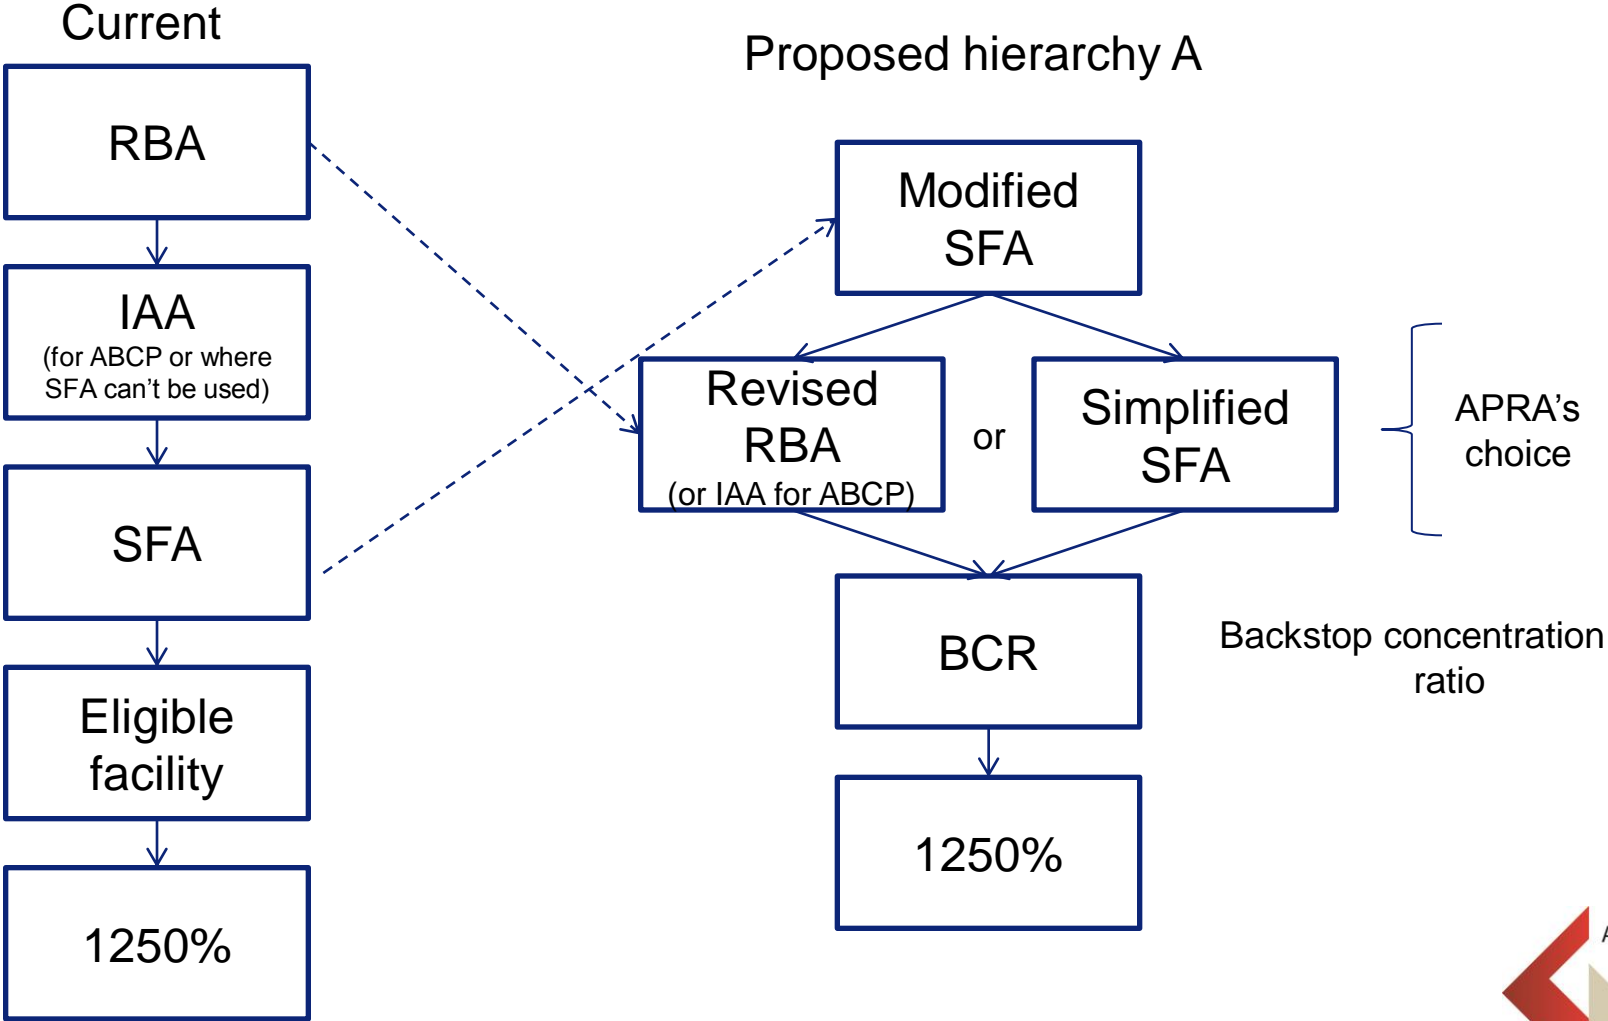 Current
RBA
IAA
(for ABCP or where
SFA can't be used)
SFA
Eligible
facility
1250%
Proposed hierarchy A
Modified
SFA
Revised
RBA
(or IAA for ABCP)
or
Simplified
SFA
APRA's
choice
BCR
Backstop concentration
ratio
1250%